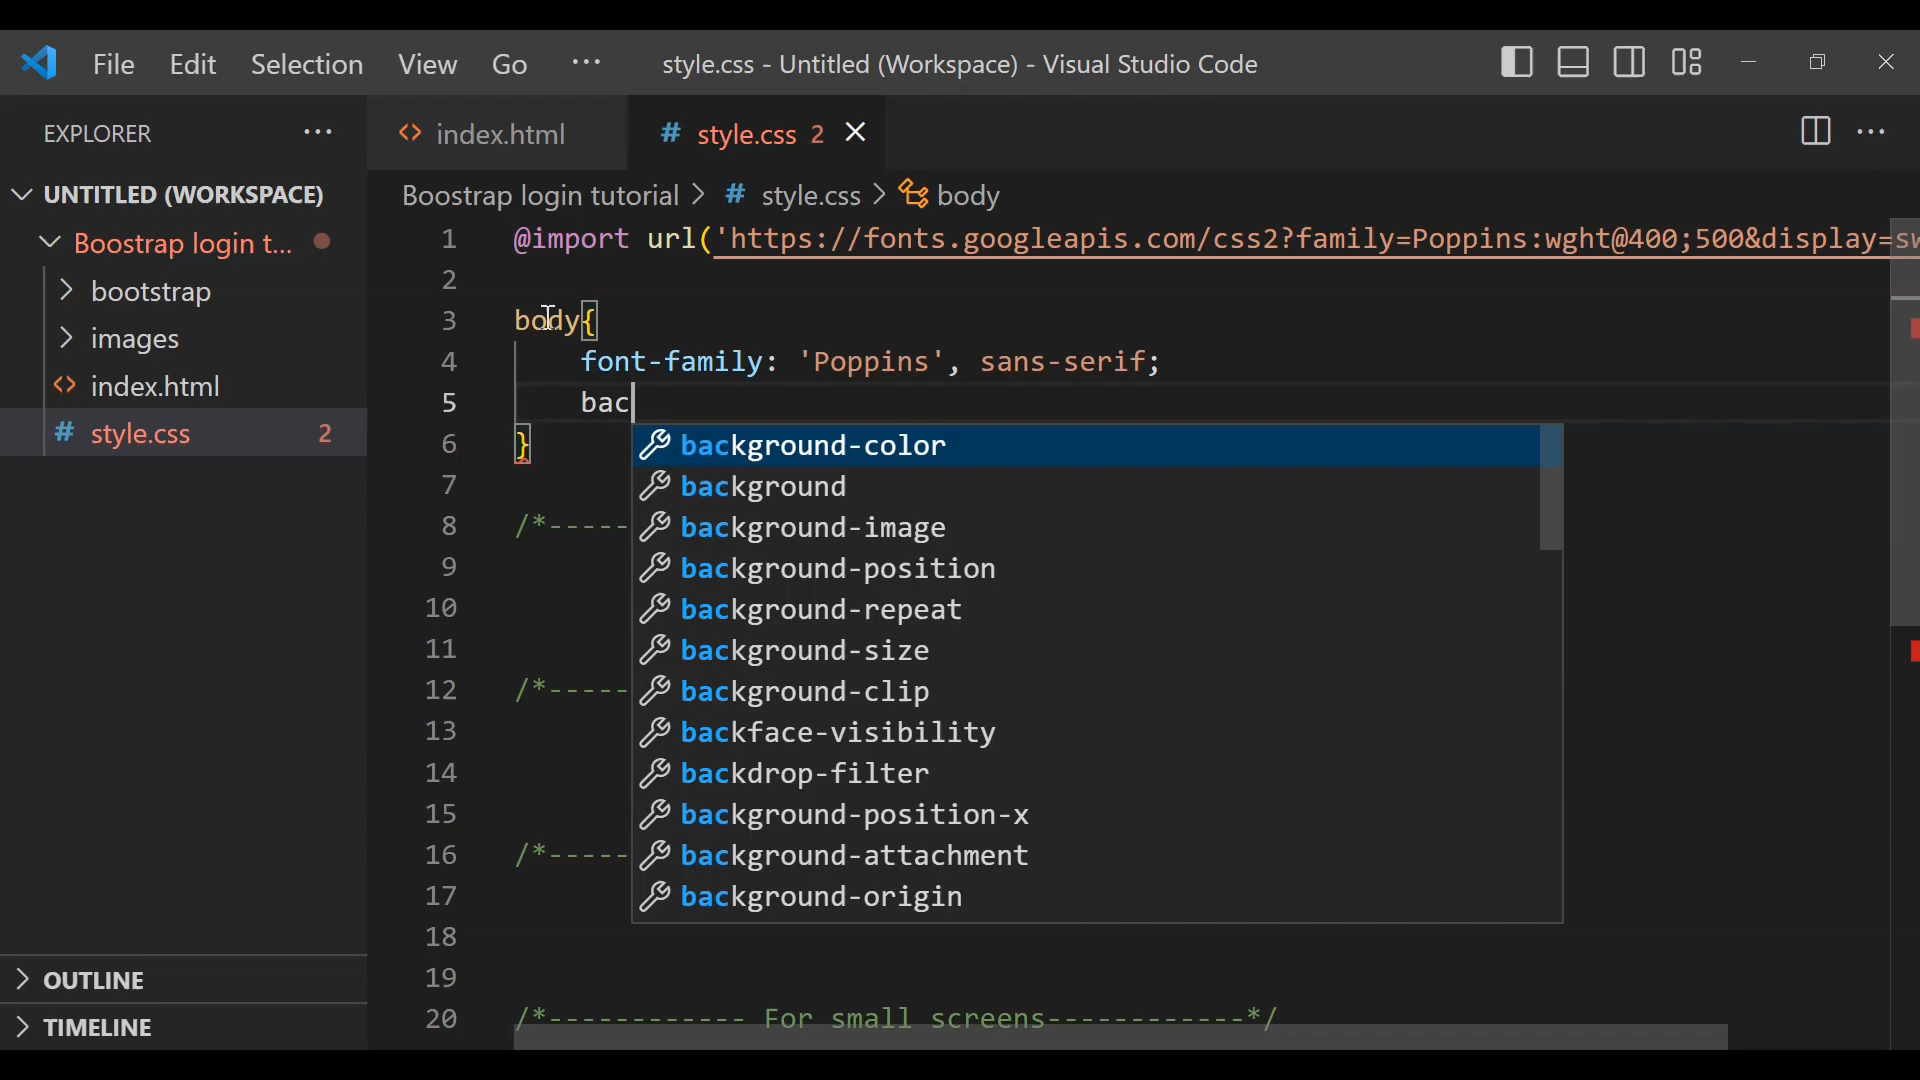 File Edit Selection View Go ··· style.css - Untitled (Workspace) - Visual Studio Code
EXPLORER ···
index.html
# style.css 2
UNTITLED (WORKSPACE)
Boostrap login t...
bootstrap
images
index.html
# style.css 2
OUTLINE
TIMELINE
Boostrap login tutorial > # style.css > body
1 @import url('https://fonts.googleapis.com/css2?family=Poppins:wght@400;500&display=sw
2
3 body{
4 font-family: 'Poppins', sans-serif;
5 bac
6 }
7
8 /*-----
9
10
11
12 /*-----
13
14
15
16 /*-----
17
18
19
20 /*------------ For small screens------------*/
background-color
background
background-image
background-position
background-repeat
background-size
background-clip
backface-visibility
backdrop-filter
background-position-x
background-attachment
background-origin